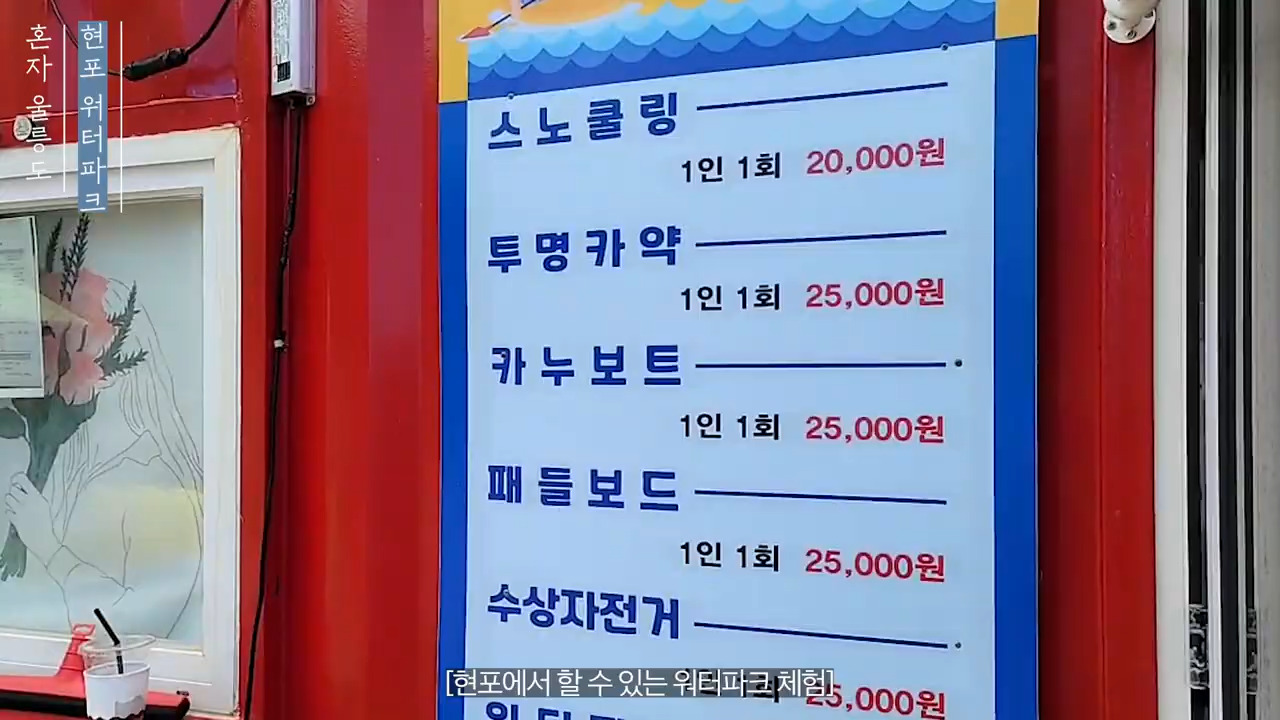 혼자 울릉도
현포 워터파크
스노쿨링
1인 1회 20,000원
투명카약
1인 1회 25,000원
카누보트
1인 1회 25,000원
패들보드
1인 1회 25,000원
수상자전거
1인 1회 25,000원
[현포에서 할 수 있는 워터파크 체험]